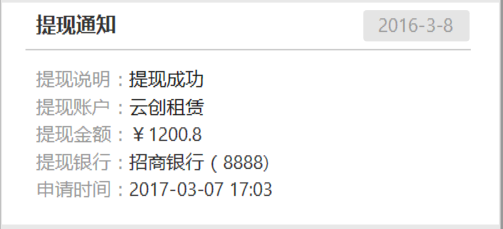 提现通知 2016-3-8
提现说明：提现成功
提现账户：云创租赁
提现金额：￥1200.8
提现银行：招商银行（8888)
申请时间：2017-03-07 17:03